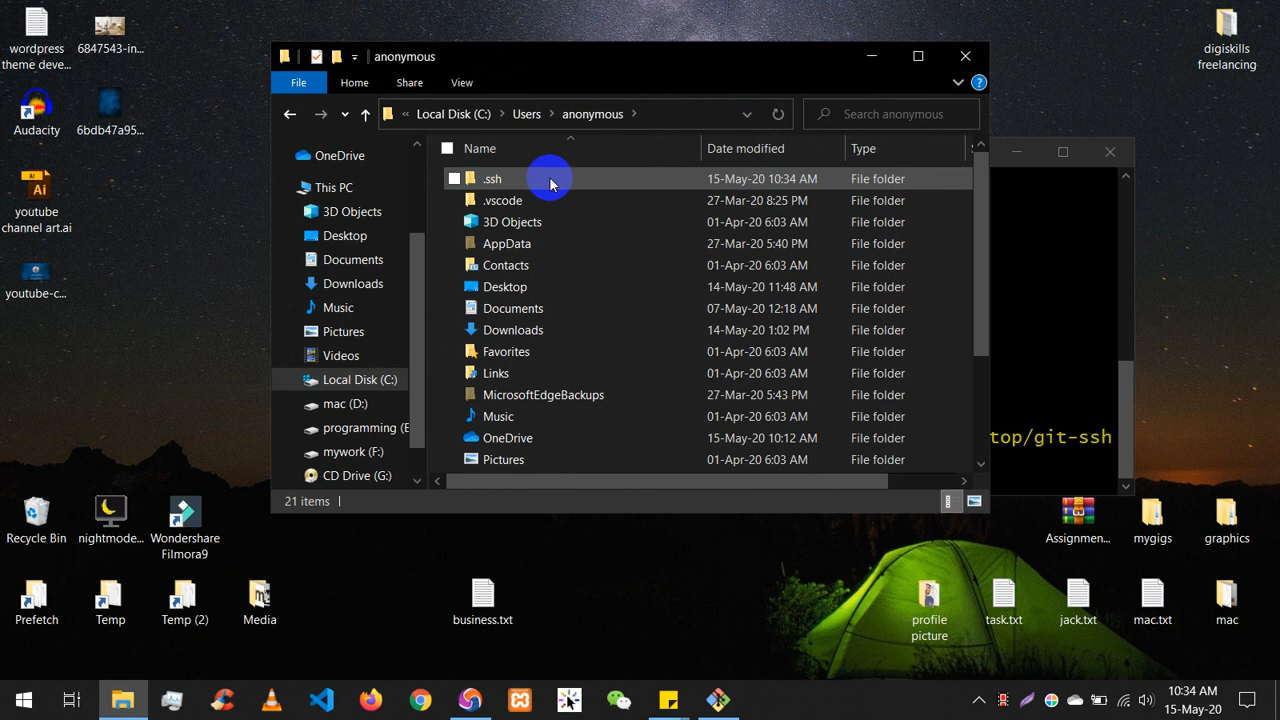 wordpress
theme deve...
6847543-in...
Audacity
6bdb47a95...
Ai
youtube
channel art.ai
youtube-c...
digiskills
freelancing
anonymous
File
Home
Share
View
?
« Local Disk (C:) > Users > anonymous >
Search anonymous
OneDrive
This PC
3D Objects
Desktop
Documents
Downloads
Music
Pictures
Videos
Local Disk (C:)
mac (D:)
programming (E
mywork (F:)
CD Drive (G:)
Name
Date modified
Type
.ssh
15-May-20 10:34 AM
File folder
.vscode
27-Mar-20 8:25 PM
File folder
3D Objects
01-Apr-20 6:03 AM
File folder
AppData
27-Mar-20 5:40 PM
File folder
Contacts
01-Apr-20 6:03 AM
File folder
Desktop
14-May-20 11:48 AM
File folder
Documents
07-May-20 12:18 AM
File folder
Downloads
14-May-20 1:02 PM
File folder
Favorites
01-Apr-20 6:03 AM
File folder
Links
01-Apr-20 6:03 AM
File folder
MicrosoftEdgeBackups
27-Mar-20 5:43 PM
File folder
Music
01-Apr-20 6:03 AM
File folder
OneDrive
15-May-20 10:12 AM
File folder
Pictures
01-Apr-20 6:03 AM
File folder
21 items
top/git-ssh
Recycle Bin
nightmode...
Wondershare
Filmora9
Assignmen...
mygigs
graphics
Prefetch
Temp
Temp (2)
Media
business.txt
profile
picture
task.txt
jack.txt
mac.txt
mac
10:34 AM
15-May-20